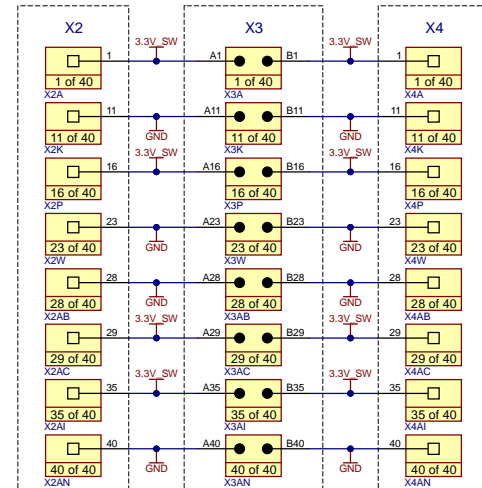 X2 X3 X4
3.3V_SW 3.3V_SW
1 A1 B1 1
1 of 40 1 of 40 1 of 40
X2A X3A X4A
11 A11 B11 11
11 of 40 GND 11 of 40 GND 11 of 40
X2K X3K X4K
3.3V_SW 3.3V_SW
16 A16 B16 16
16 of 40 16 of 40 16 of 40
X2P X3P X4P
23 A23 B23 23
23 of 40 GND 23 of 40 GND 23 of 40
X2W X3W X4W
28 A28 B28 28
28 of 40 GND 28 of 40 GND 28 of 40
X2AB X3AB X4AB
3.3V_SW 3.3V_SW
29 A29 B29 29
29 of 40 29 of 40 29 of 40
X2AC X3AC X4AC
3.3V_SW 3.3V_SW
35 A35 B35 35
35 of 40 35 of 40 35 of 40
X2AI X3AI X4AI
40 A40 B40 40
40 of 40 GND 40 of 40 GND 40 of 40
X2AN X3AN X4AN